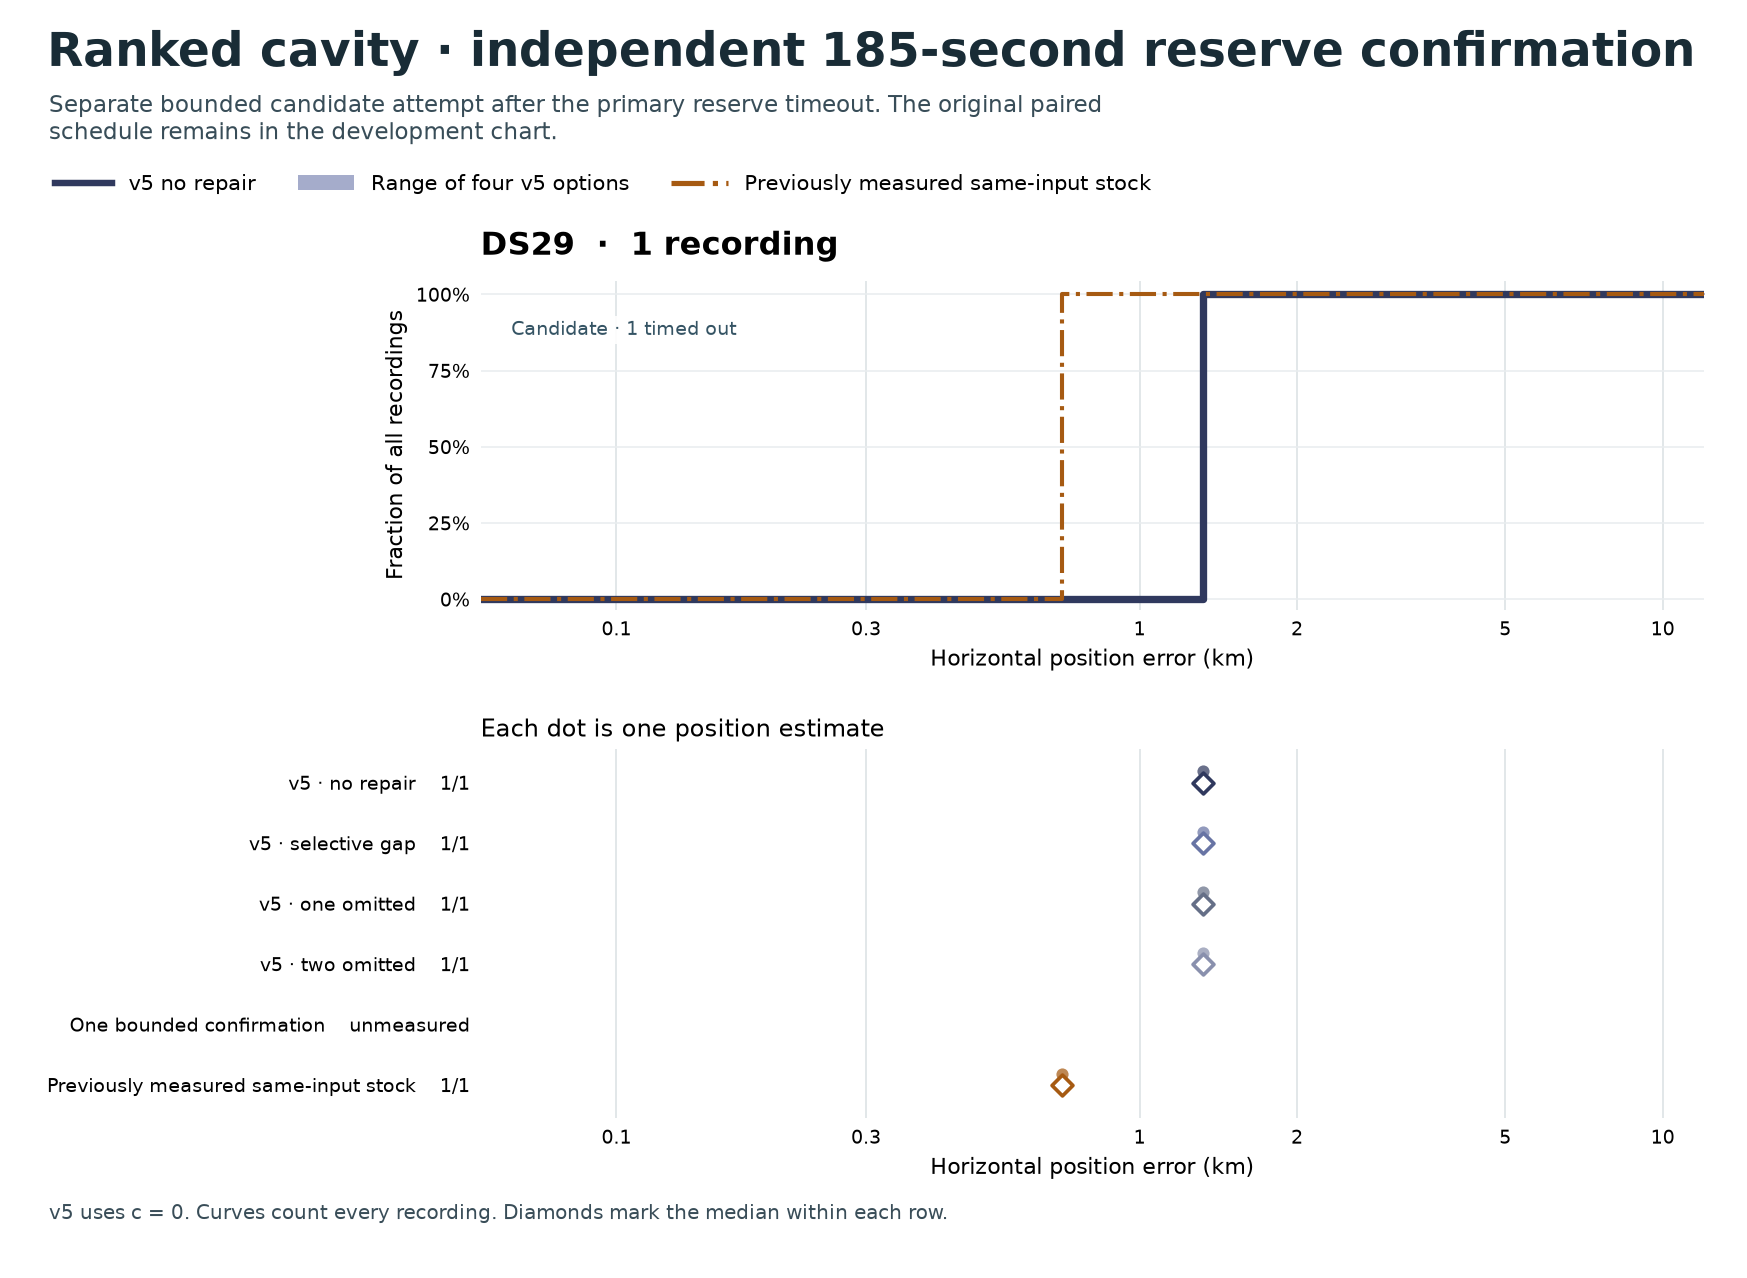 Ranked cavity · independent 185-second reserve confirmation
Separate bounded candidate attempt after the primary reserve timeout. The original paired
schedule remains in the development chart.
v5 no repair
Range of four v5 options
Previously measured same-input stock
DS29 · 1 recording
Fraction of all recordings
100%
Candidate · 1 timed out
75%
50%
25%
0%
0.1 0.3 1 2 5 10
Horizontal position error (km)
Each dot is one position estimate
v5 · no repair 1/1
v5 · selective gap 1/1
v5 · one omitted 1/1
v5 · two omitted 1/1
One bounded confirmation unmeasured
Previously measured same-input stock 1/1
0.1 0.3 1 2 5 10
Horizontal position error (km)
v5 uses c = 0. Curves count every recording. Diamonds mark the median within each row.